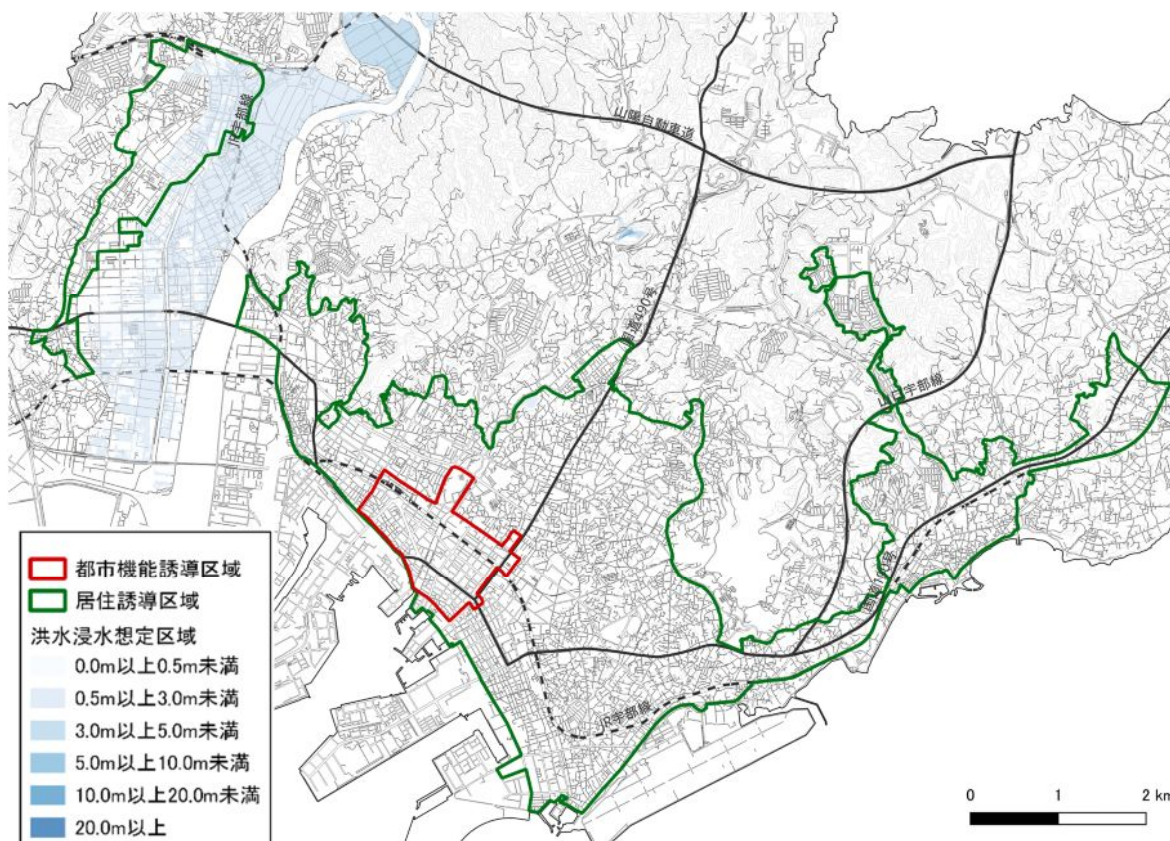 山陽自動車道
JR宇部線
国道490号
宇部線
JR宇部線
都市機能誘導区域
居住誘導区域
洪水浸水想定区域
0.0m以上0.5m未満
0.5m以上3.0m未満
3.0m以上5.0m未満
5.0m以上10.0m未満
10.0m以上20.0m未満
20.0m以上
0 1 2 km